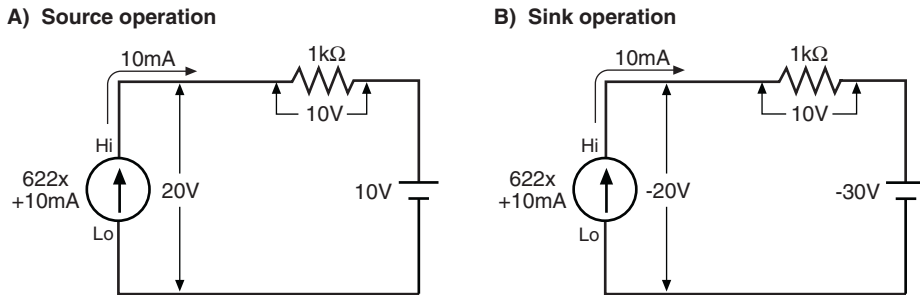 A) Source operation
10mA
1kΩ
10V
Hi
622x
+10mA
20V
10V
Lo
B) Sink operation
10mA
1kΩ
10V
Hi
622x
+10mA
-20V
-30V
Lo